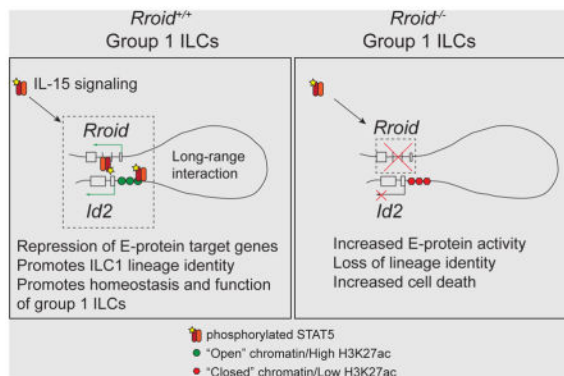 Rroid+/+
Group 1 ILCs
IL-15 signaling
Rroid
Long-range
interaction
Id2
Repression of E-protein target genes
Promotes ILC1 lineage identity
Promotes homeostasis and function
of group 1 ILCs
Rroid-/-
Group 1 ILCs
Rroid
Id2
Increased E-protein activity
Loss of lineage identity
Increased cell death
phosphorylated STAT5
"Open" chromatin/High H3K27ac
"Closed" chromatin/Low H3K27ac